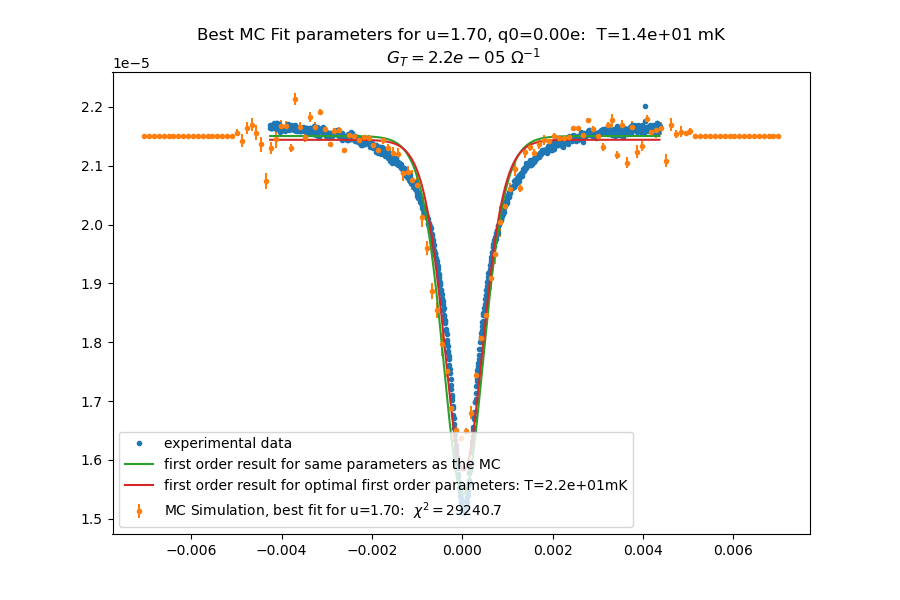 Best MC Fit parameters for u=1.70, q0=0.00e:  T=1.4e+01 mK
G_T = 2.2e − 05 Ω⁻¹
1e−5
2.2
2.1
2.0
1.9
1.8
1.7
1.6
1.5
experimental data
first order result for same parameters as the MC
first order result for optimal first order parameters: T=2.2e+01mK
MC Simulation, best fit for u=1.70:  χ² = 29240.7
−0.006 −0.004 −0.002 0.000 0.002 0.004 0.006